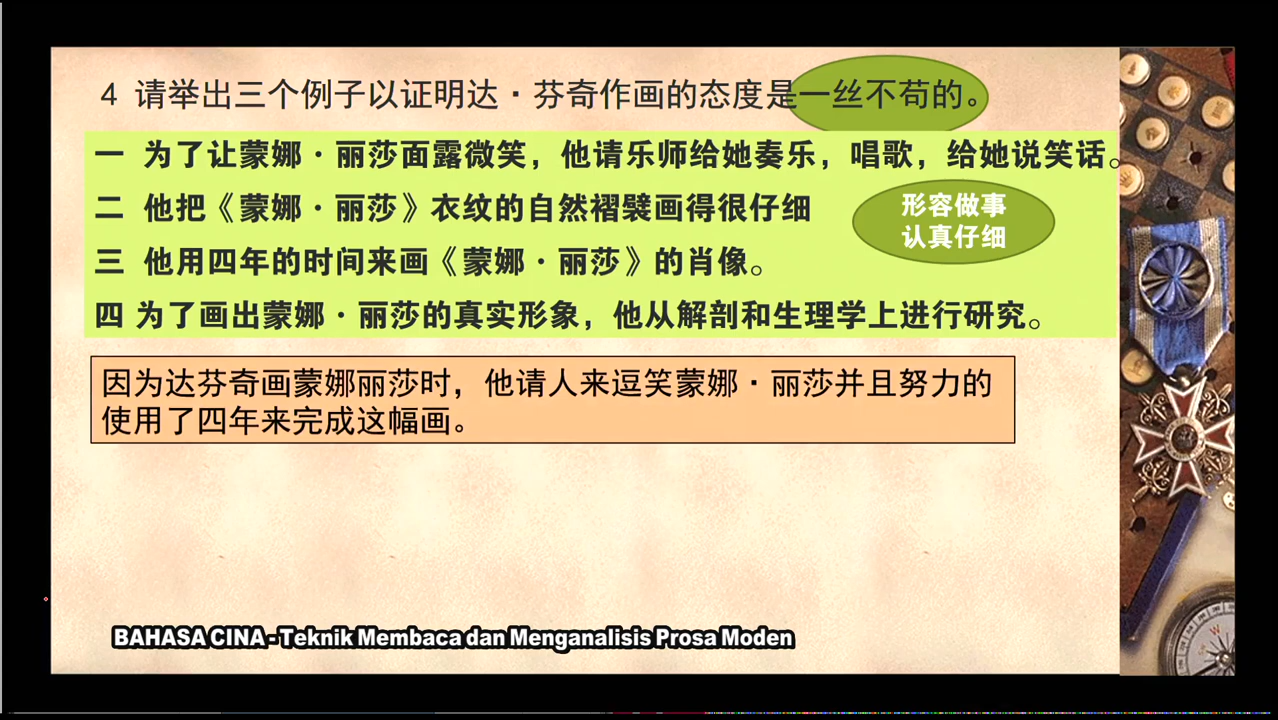 4 请举出三个例子以证明达·芬奇作画的态度是一丝不苟的。
一 为了让蒙娜·丽莎面露微笑，他请乐师给她奏乐，唱歌，给她说笑话。
二 他把《蒙娜·丽莎》衣纹的自然褶襞画得很仔细
形容做事
认真仔细
三 他用四年的时间来画《蒙娜·丽莎》的肖像。
四 为了画出蒙娜·丽莎的真实形象，他从解剖和生理学上进行研究。
因为达芬奇画蒙娜丽莎时，他请人来逗笑蒙娜·丽莎并且努力的
使用了四年来完成这幅画。
BAHASA CINA - Teknik Membaca dan Menganalisis Prosa Moden